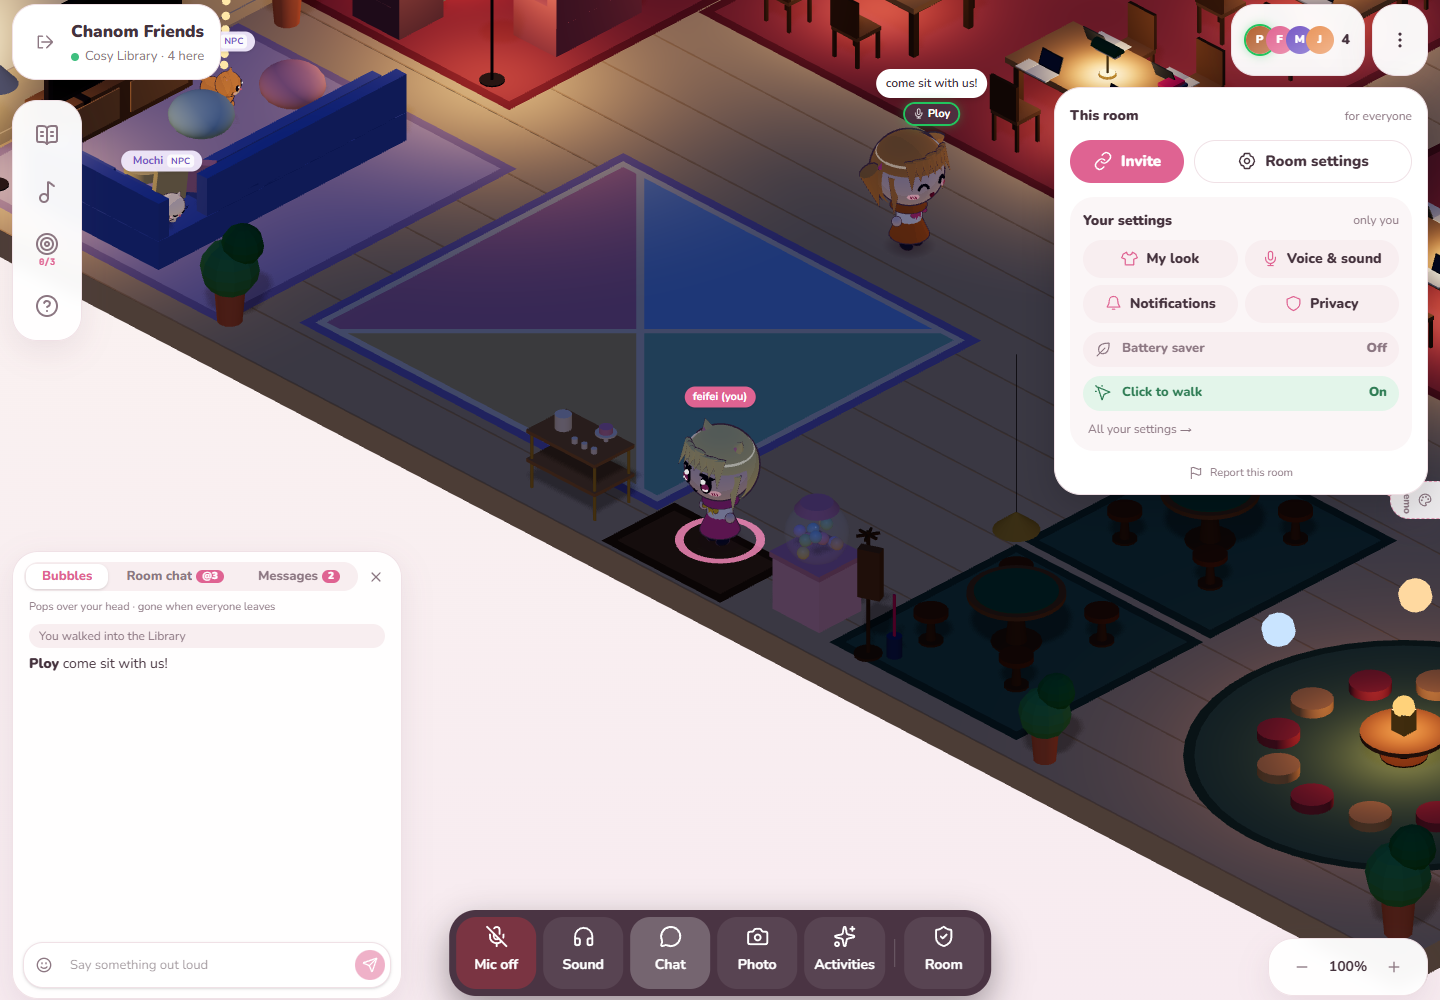 Chanom Friends
Cosy Library · 4 here
NPC
Mochi NPC
0/3
come sit with us!
Ploy
feifei (you)
P F M J 4
This room
for everyone
Invite
Room settings
Your settings
only you
My look
Voice & sound
Notifications
Privacy
Battery saver
Off
Click to walk
On
All your settings →
Report this room
Bubbles
Room chat @3
Messages 2
Pops over your head · gone when everyone leaves
You walked into the Library
Ploy come sit with us!
Say something out loud
Mic off
Sound
Chat
Photo
Activities
Room
100%